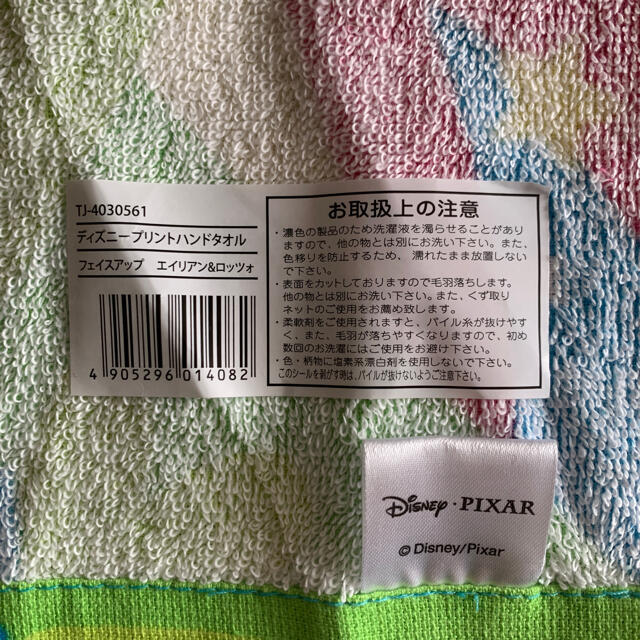 TJ-4030561
ディズニープリントハンドタオル
フェイスアップ エイリアン&ロッツォ
4 905296 014082
お取扱上の注意
・濃色の製品のため洗濯液を濁らせることがあり
ますので、他の物とは別にお洗い下さい。また、
色移りを防止するため、濡れたまま放置しない
で下さい。
・表面をカットしておりますので毛羽落ちします。
他の物とは別にお洗い下さい。また、くず取り
ネットのご使用をお薦め致します。
・柔軟剤をご使用されますと、パイル糸が抜けやす
く、また、毛羽が落ちやすくなりますので、初め
数回のお洗濯にはご使用をお避け下さい。
・色・柄物に塩素系漂白剤を使用しないで下さい。
このシールを剥がす時は、パイルが抜けないようご注意下さい。
Disney・PIXAR
© Disney/Pixar